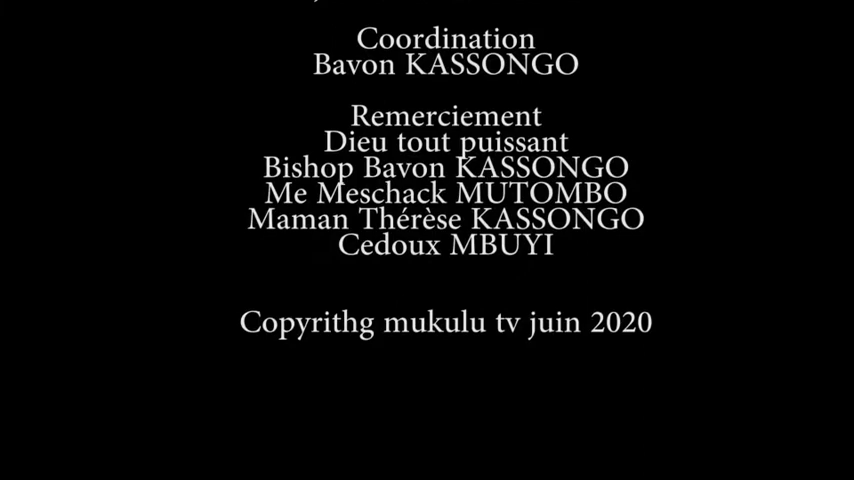 Coordination
Bavon KASSONGO
Remerciement
Dieu tout puissant
Bishop Bavon KASSONGO
Me Meschack MUTOMBO
Maman Thérèse KASSONGO
Cedoux MBUYI
Copyrithg mukulu tv juin 2020